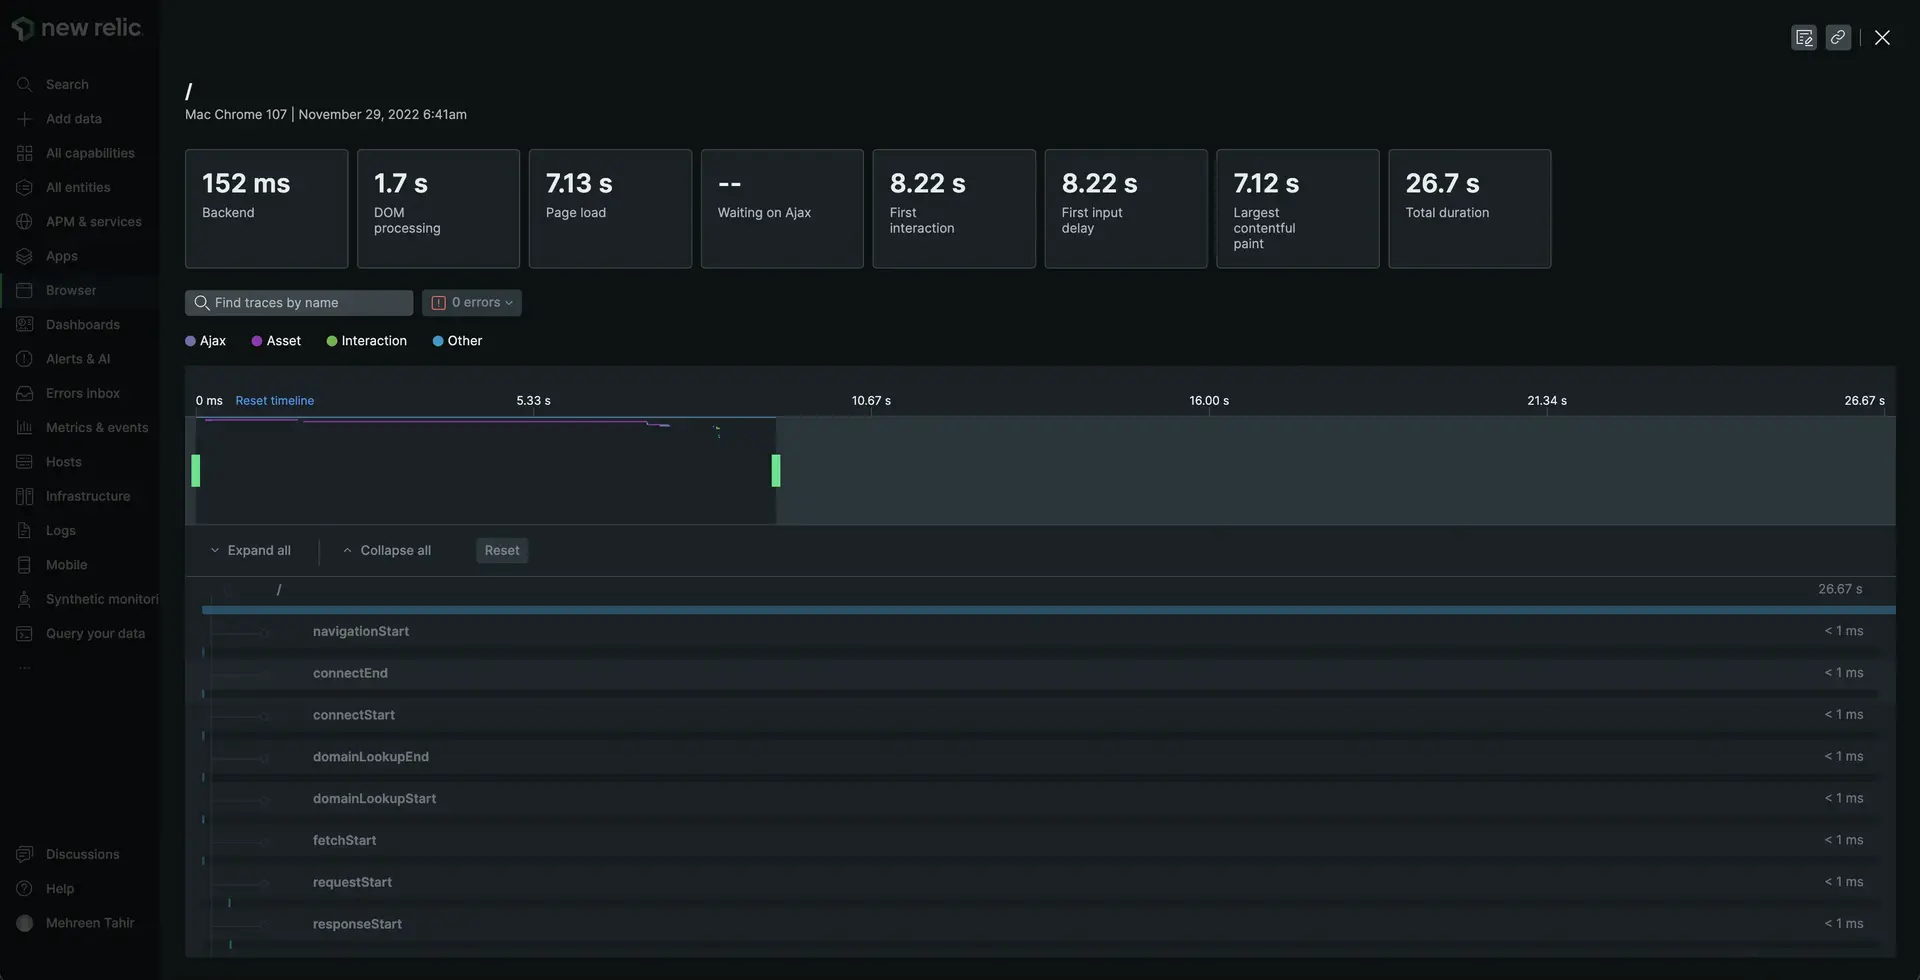 new relic
Search
Add data
All capabilities
All entities
APM & services
Apps
Browser
Dashboards
Alerts & AI
Errors inbox
Metrics & events
Hosts
Infrastructure
Logs
Mobile
Synthetic monitori
Query your data
...
Discussions
Help
Mehreen Tahir
/
Mac Chrome 107 | November 29, 2022 6:41am
152 ms
Backend
1.7 s
DOM
processing
7.13 s
Page load
--
Waiting on Ajax
8.22 s
First
interaction
8.22 s
First input
delay
7.12 s
Largest
contentful
paint
26.7 s
Total duration
Find traces by name
0 errors
Ajax
Asset
Interaction
Other
0 ms Reset timeline 5.33 s 10.67 s 16.00 s 21.34 s 26.67 s
Expand all Collapse all Reset
/ 26.67 s
navigationStart < 1 ms
connectEnd < 1 ms
connectStart < 1 ms
domainLookupEnd < 1 ms
domainLookupStart < 1 ms
fetchStart < 1 ms
requestStart < 1 ms
responseStart < 1 ms